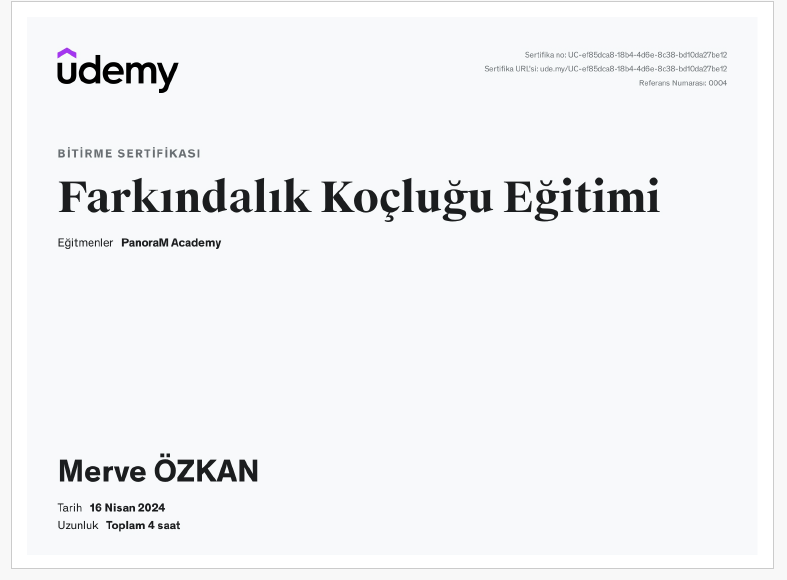 udemy
Sertifika no: UC-ef85dca8-18b4-4d6e-8c38-bd10da27be12
Sertifika URL'si: ude.my/UC-ef85dca8-18b4-4d6e-8c38-bd10da27be12
Referans Numarası: 0004
BİTİRME SERTİFİKASI
Farkındalık Koçluğu Eğitimi
Eğitmenler PanoraM Academy
Merve ÖZKAN
Tarih 16 Nisan 2024
Uzunluk Toplam 4 saat